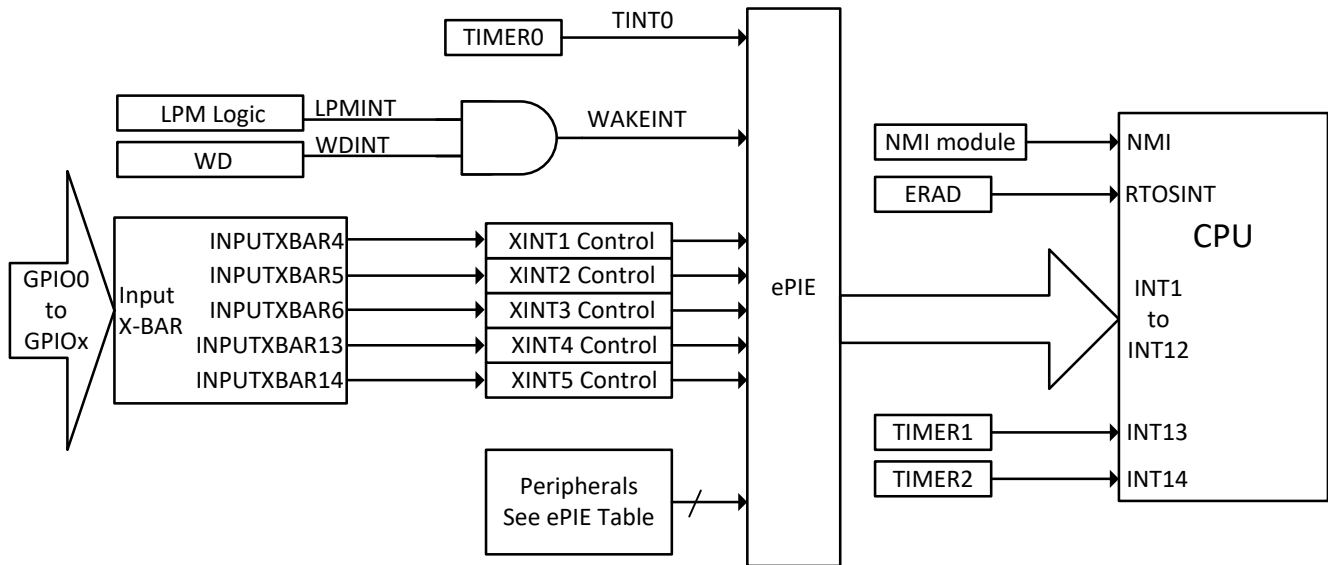 TINT0
TIMER0
LPM Logic
LPMINT
WD
WDINT
WAKEINT
GPIO0
to
GPIOx
Input
X-BAR
INPUTXBAR4
INPUTXBAR5
INPUTXBAR6
INPUTXBAR13
INPUTXBAR14
XINT1 Control
XINT2 Control
XINT3 Control
XINT4 Control
XINT5 Control
Peripherals
See ePIE Table
ePIE
NMI module
ERAD
TIMER1
TIMER2
NMI
RTOSINT
CPU
INT1
to
INT12
INT13
INT14